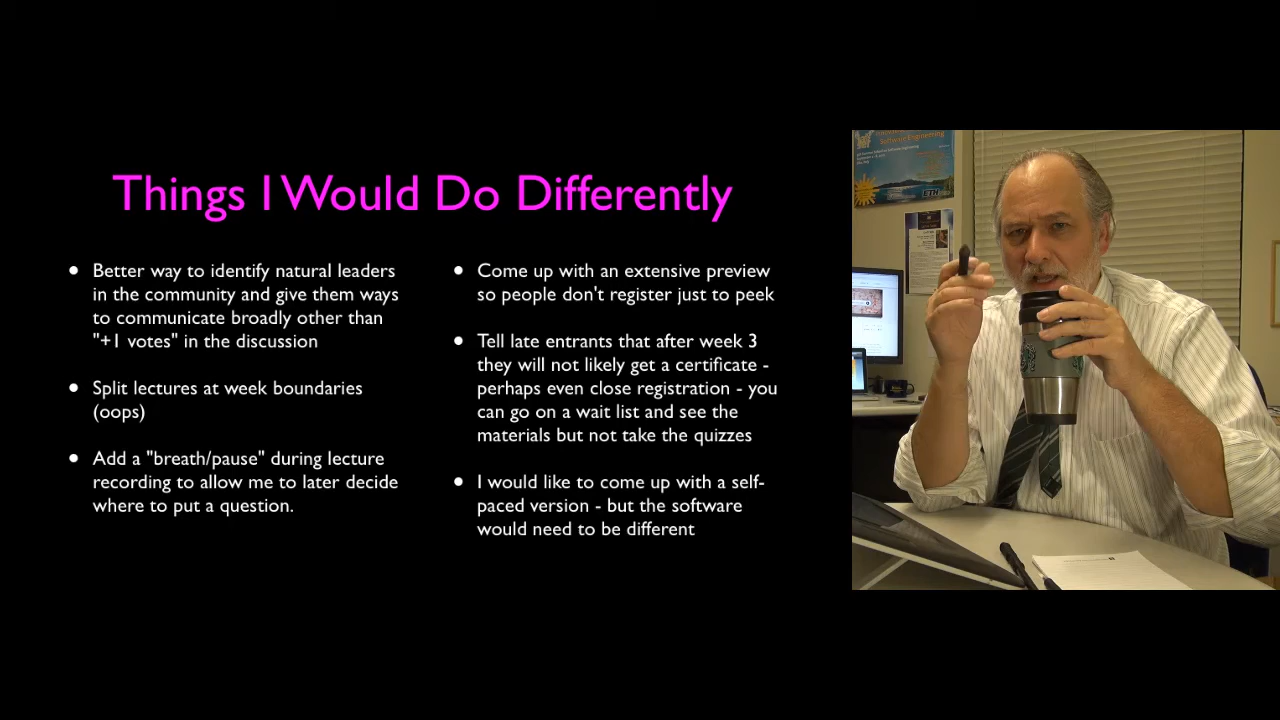 Things I Would Do Differently
Better way to identify natural leaders
in the community and give them ways
to communicate broadly other than
"+1 votes" in the discussion
Split lectures at week boundaries
(oops)
Add a "breath/pause" during lecture
recording to allow me to later decide
where to put a question.
Come up with an extensive preview
so people don't register just to peek
Tell late entrants that after week 3
they will not likely get a certificate -
perhaps even close registration - you
can go on a wait list and see the
materials but not take the quizzes
I would like to come up with a self-
paced version - but the software
would need to be different
Software Engineering